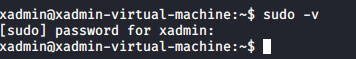 xadmin@xadmin-virtual-machine:~$ sudo -v
[sudo] password for xadmin:
xadmin@xadmin-virtual-machine:~$